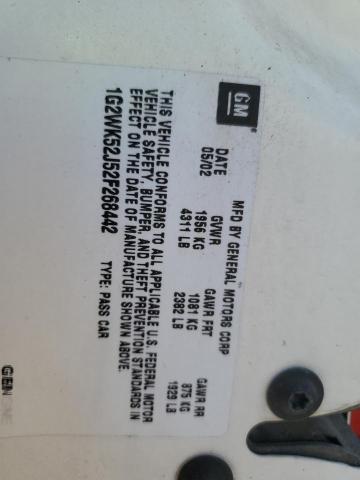 GM
MFD BY GENERAL MOTORS CORP
DATE GVWR GAWR FRT GAWR RR
05/02 1956 KG 1081 KG 875 KG
4311 LB 2382 LB 1929 LB
THIS VEHICLE CONFORMS TO ALL APPLICABLE U.S. FEDERAL MOTOR
VEHICLE SAFETY, BUMPER, AND THEFT PREVENTION STANDARDS IN
EFFECT ON THE DATE OF MANUFACTURE SHOWN ABOVE.
1G2WK52J52F268442 TYPE: PASS CAR